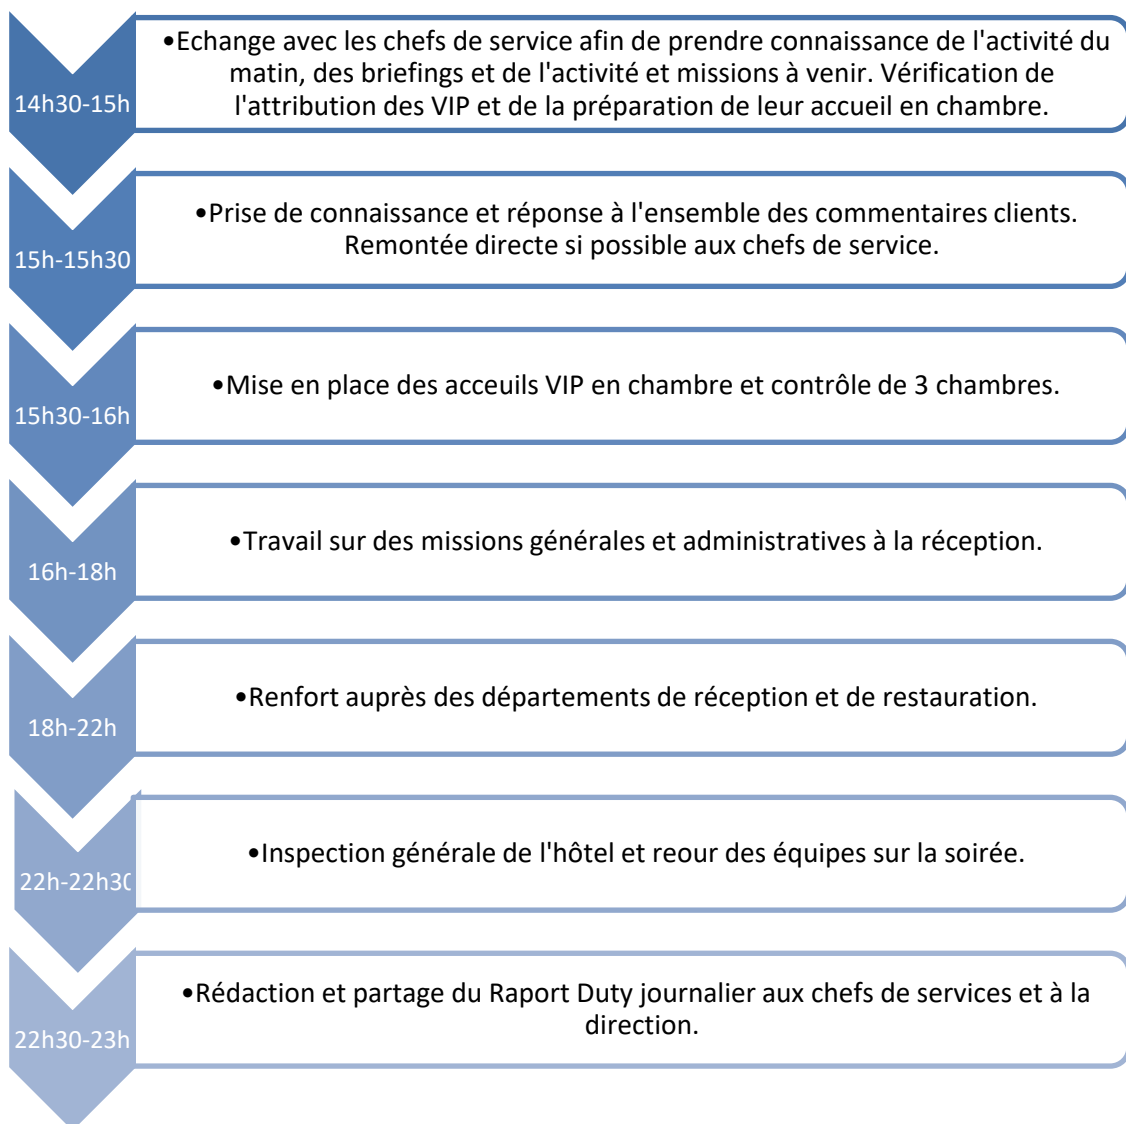 14h30-15h
•Echange avec les chefs de service afin de prendre connaissance de l'activité du
matin, des briefings et de l'activité et missions à venir. Vérification de
l'attribution des VIP et de la préparation de leur accueil en chambre.
15h-15h30
•Prise de connaissance et réponse à l'ensemble des commentaires clients.
Remontée directe si possible aux chefs de service.
15h30-16h
•Mise en place des acceuils VIP en chambre et contrôle de 3 chambres.
16h-18h
•Travail sur des missions générales et administratives à la réception.
18h-22h
•Renfort auprès des départements de réception et de restauration.
22h-22h30
•Inspection générale de l'hôtel et reour des équipes sur la soirée.
22h30-23h
•Rédaction et partage du Raport Duty journalier aux chefs de services et à la
direction.